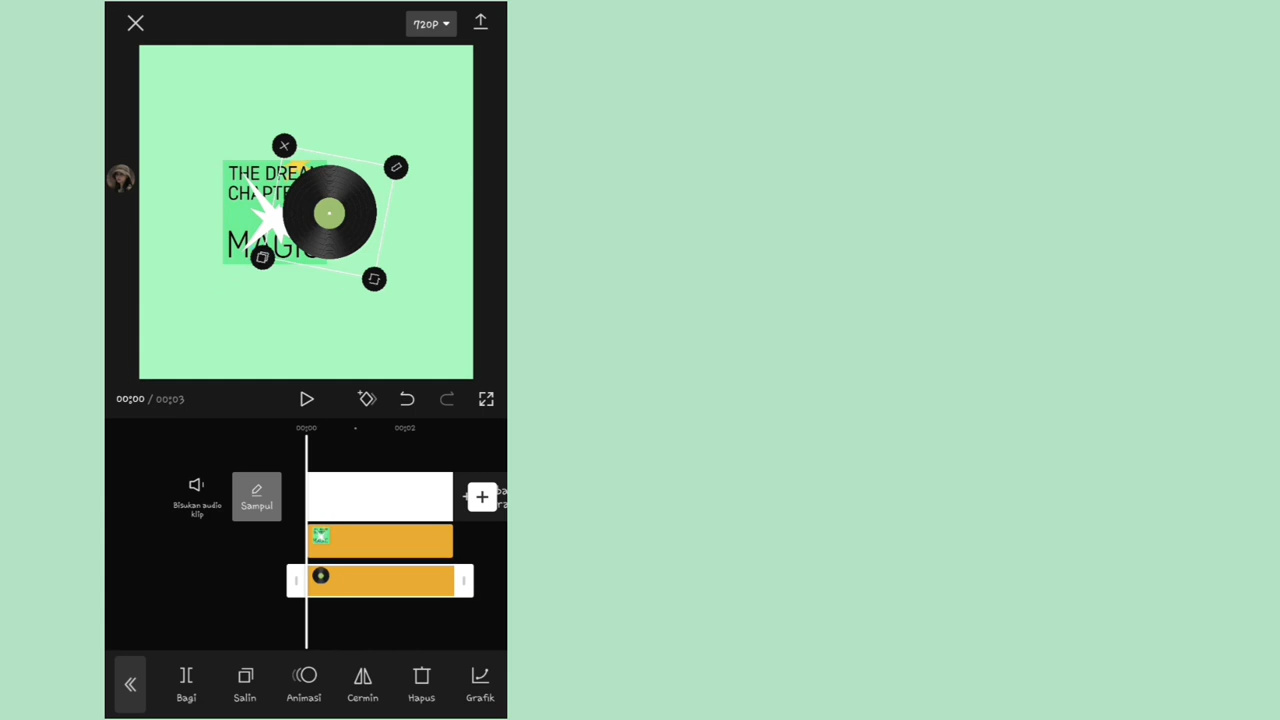 720P
THE DREAM
CHAPTE
MAGIC
00:00 / 00:03
00:00
00:02
Bisukan audio
klip
Sampul
Bagi
Salin
Animasi
Cermin
Hapus
Grafik